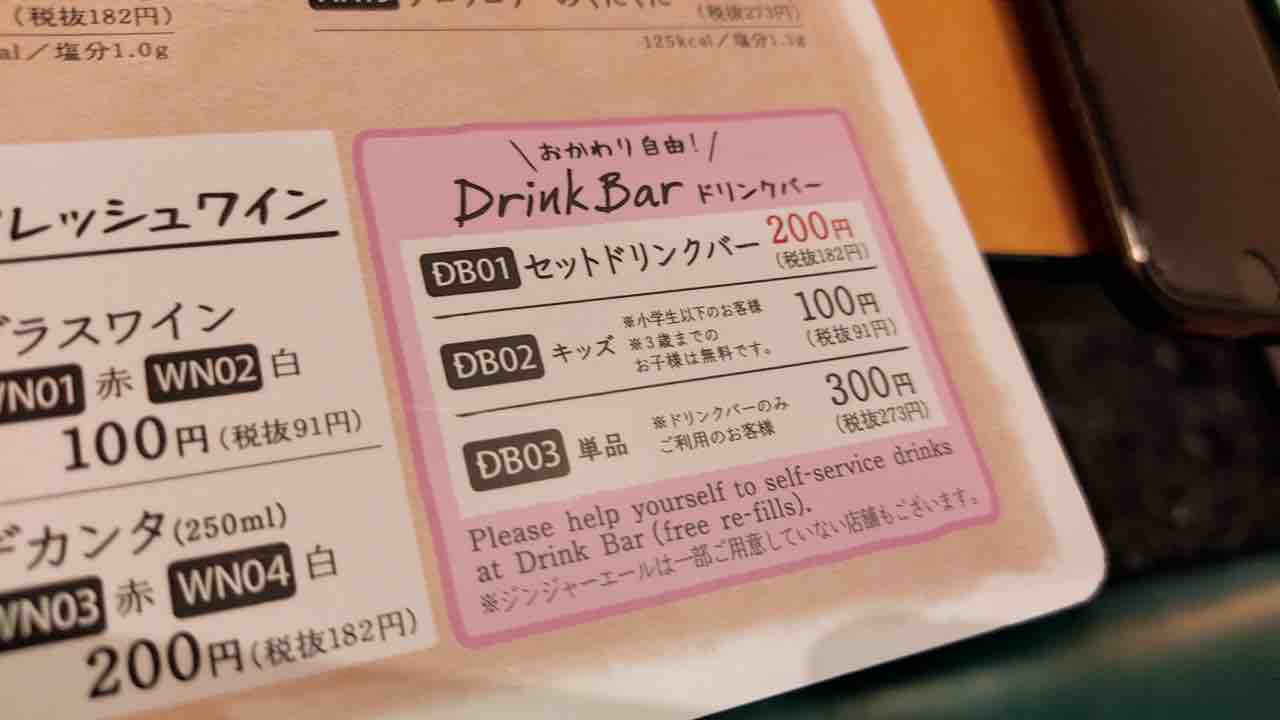 (税抜182円)
al／塩分1.0g
(税抜273円)
125kcal／塩分1.3g
レッシュワイン
グラスワイン
WN01 赤 WN02 白
100円(税抜91円)
デカンタ(250ml)
WN03 赤 WN04 白
200円(税抜182円)
おかわり自由!
Drink Bar ドリンクバー
DB01 セットドリンクバー 200円
(税抜182円)
DB02 キッズ ※小学生以下のお客様
※3歳までの
お子様は無料です。
100円
(税抜91円)
DB03 単品 ※ドリンクバーのみ
ご利用のお客様
300円
(税抜273円)
Please help yourself to self-service drinks
at Drink Bar (free re-fills).
※ジンジャーエールは一部ご用意していない店舗もございます。